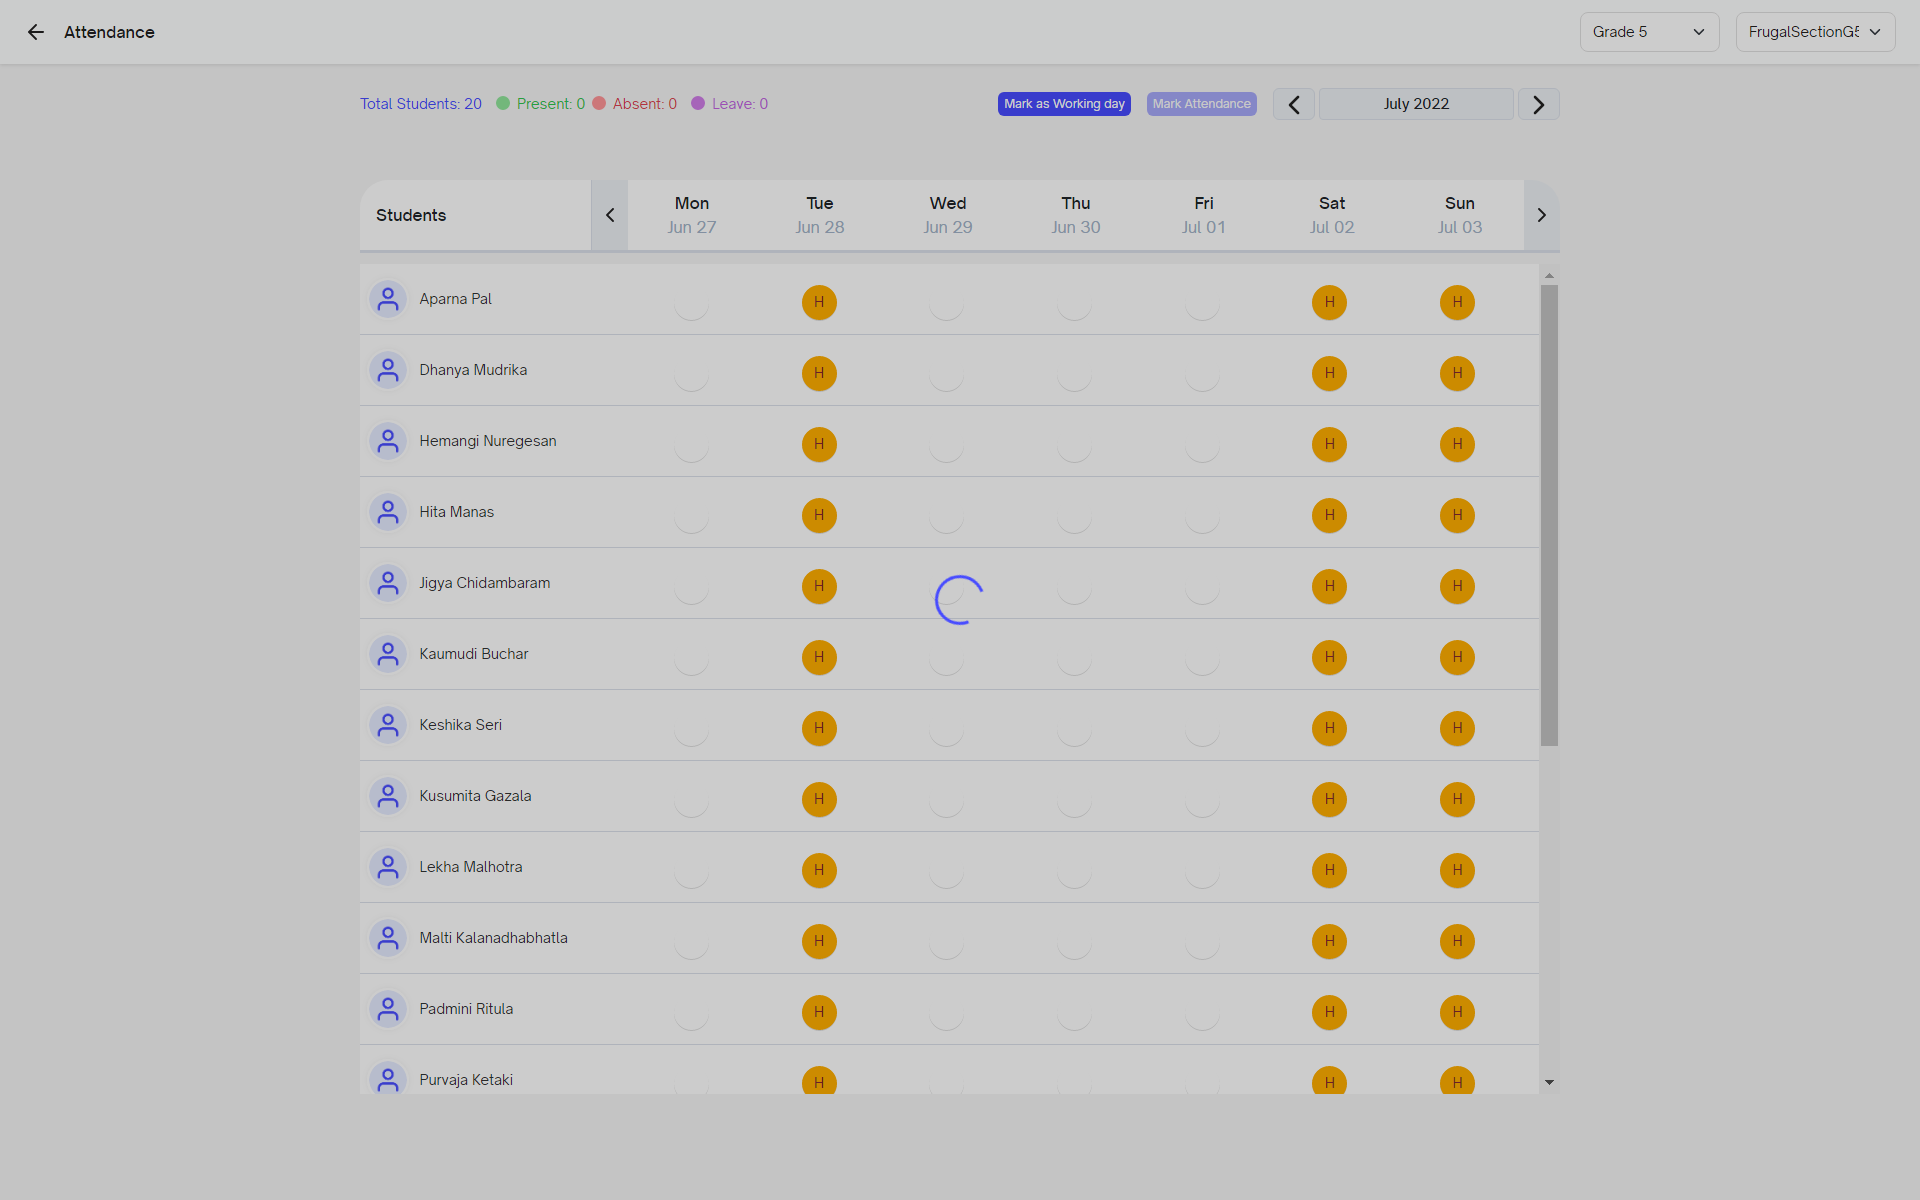 Attendance
Grade 5
FrugalSectionG5
Total Students: 20 Present: 0 Absent: 0 Leave: 0
Mark as Working day
Mark Attendance
July 2022
Students
Mon Tue Wed Thu Fri Sat Sun
Jun 27 Jun 28 Jun 29 Jun 30 Jul 01 Jul 02 Jul 03
Aparna Pal H H H
Dhanya Mudrika H H H
Hemangi Nuregesan H H H
Hita Manas H H H
Jigya Chidambaram H H H
Kaumudi Buchar H H H
Keshika Seri H H H
Kusumita Gazala H H H
Lekha Malhotra H H H
Malti Kalanadhabhatla H H H
Padmini Ritula H H H
Purvaja Ketaki H H H